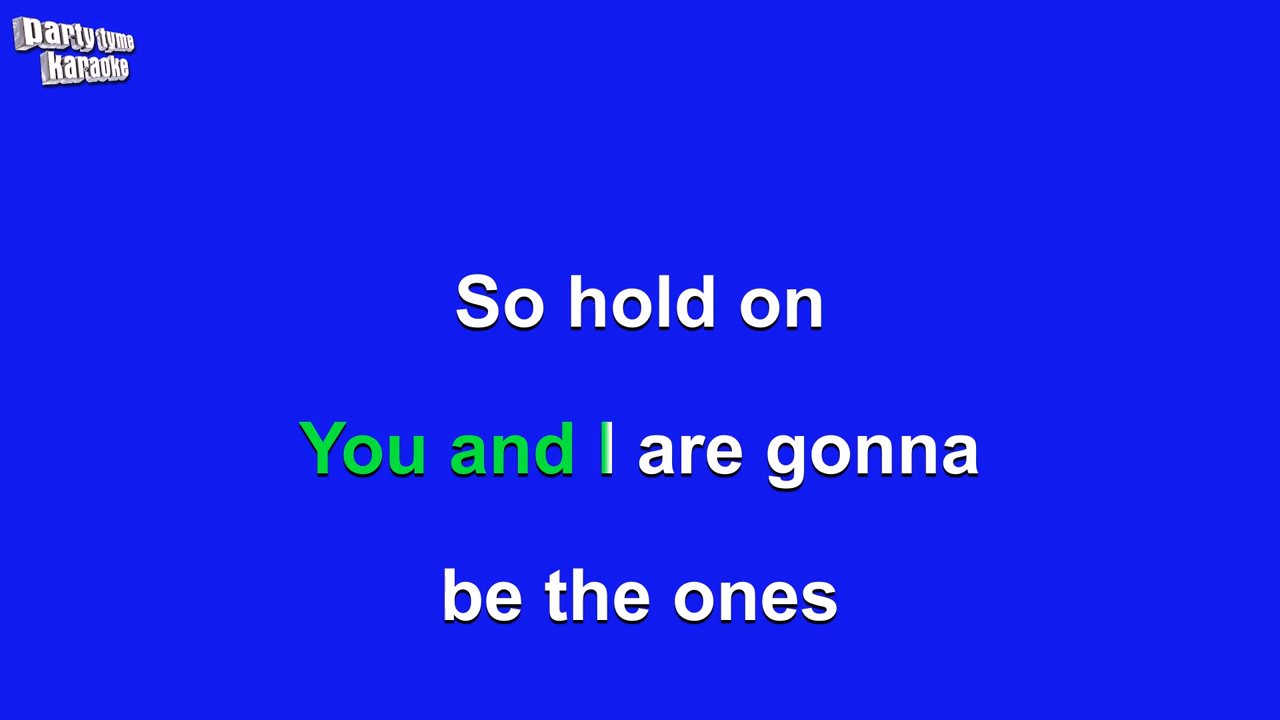 party tyme
karaoke
So hold on
You and I are gonna
be the ones